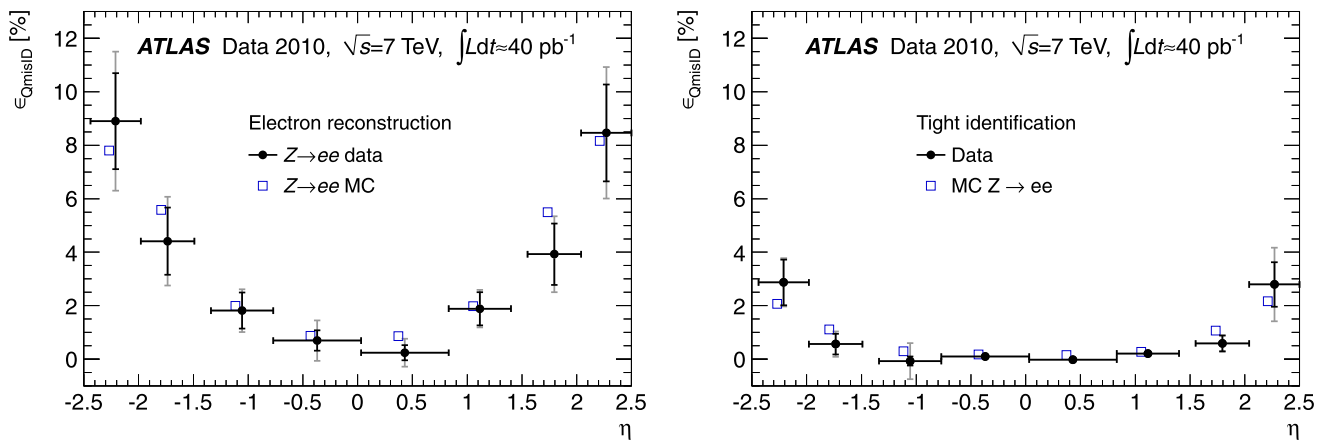 ϵQmisID [%]
ATLAS Data 2010, √s=7 TeV, ∫Ldt≈40 pb-1
Electron reconstruction
Z→ee data
Z→ee MC
12
10
8
6
4
2
0
-2.5 -2 -1.5 -1 -0.5 0 0.5 1 1.5 2 2.5
η
ϵQmisID [%]
ATLAS Data 2010, √s=7 TeV, ∫Ldt≈40 pb-1
Tight identification
Data
MC Z → ee
12
10
8
6
4
2
0
-2.5 -2 -1.5 -1 -0.5 0 0.5 1 1.5 2 2.5
η